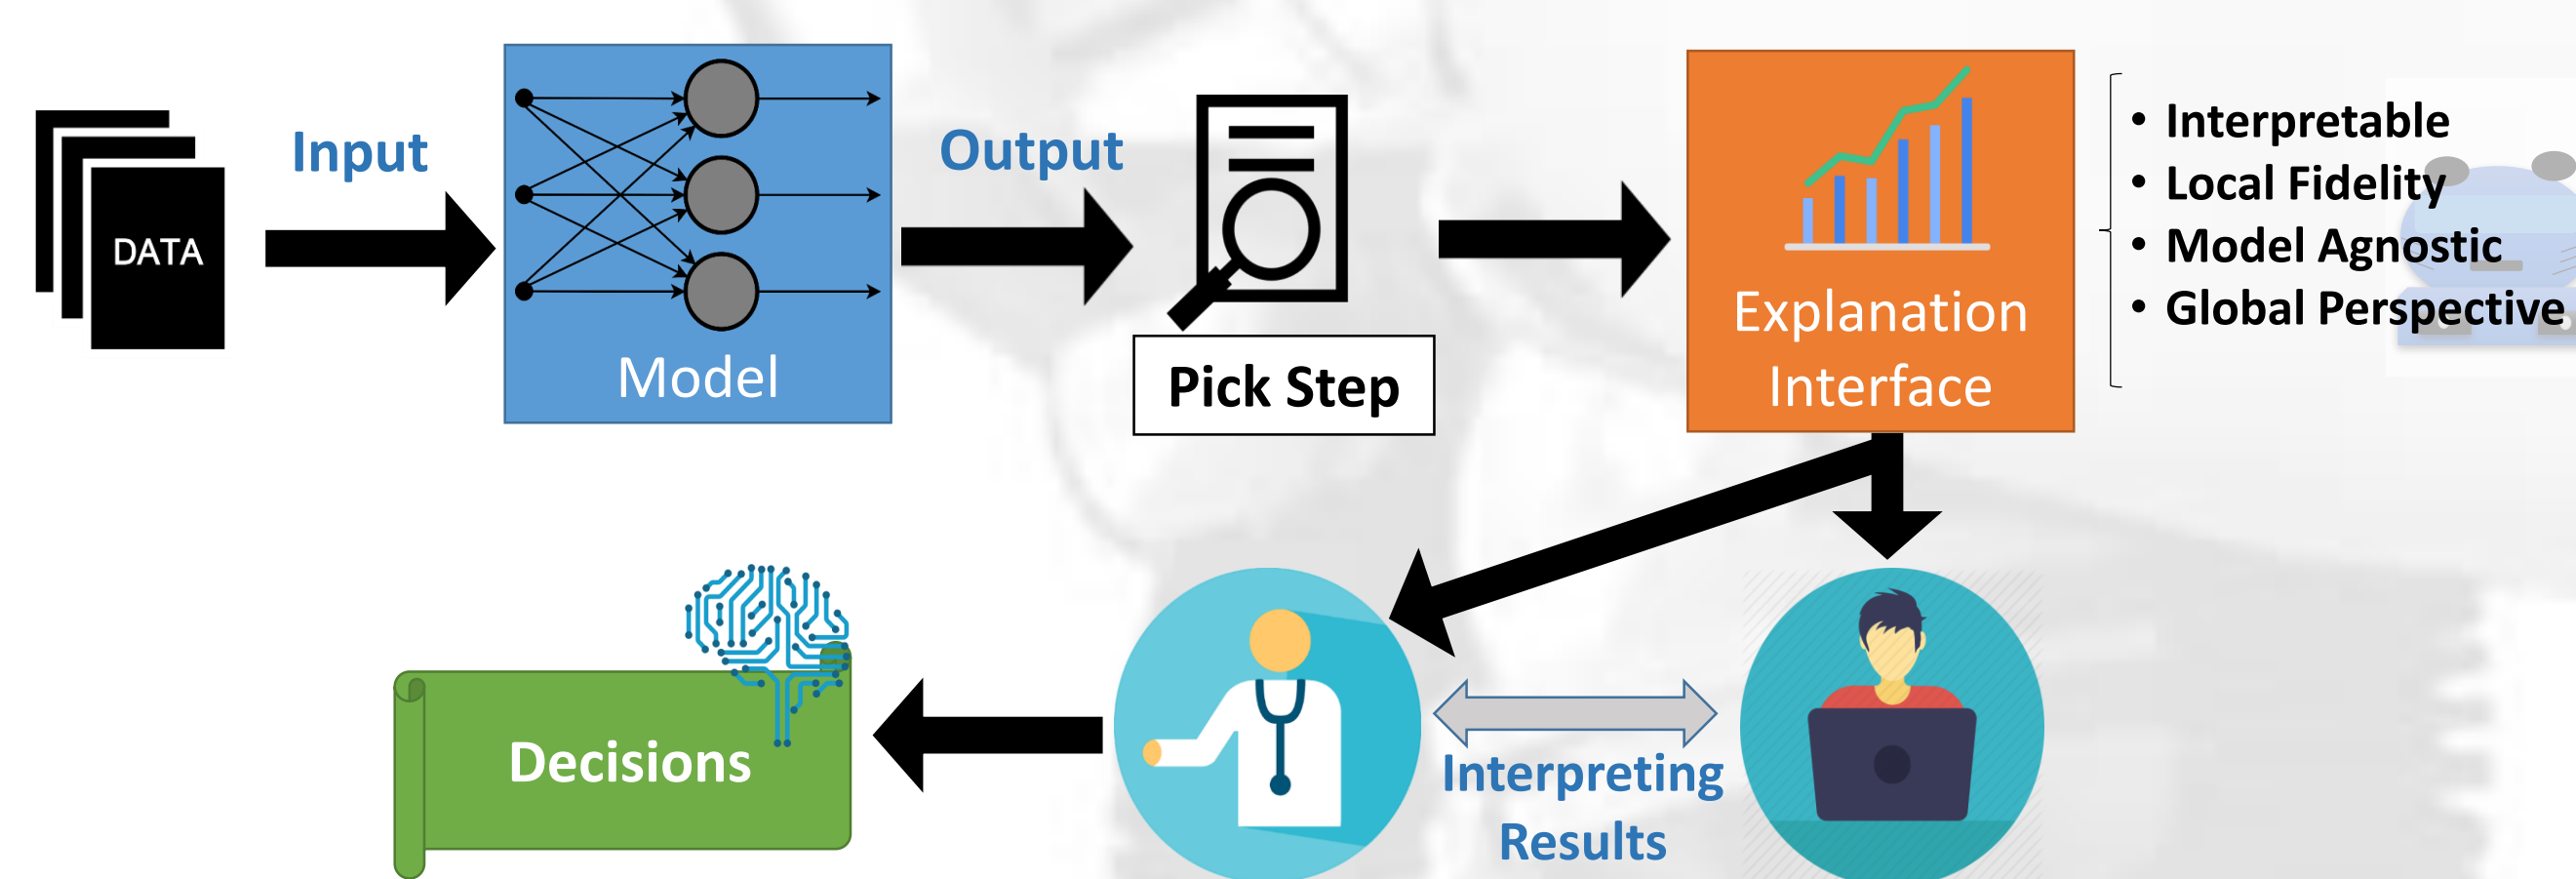 DATA
Input
Model
Output
Pick Step
Explanation
Interface
• Interpretable
• Local Fidelity
• Model Agnostic
• Global Perspective
Decisions
Interpreting
Results